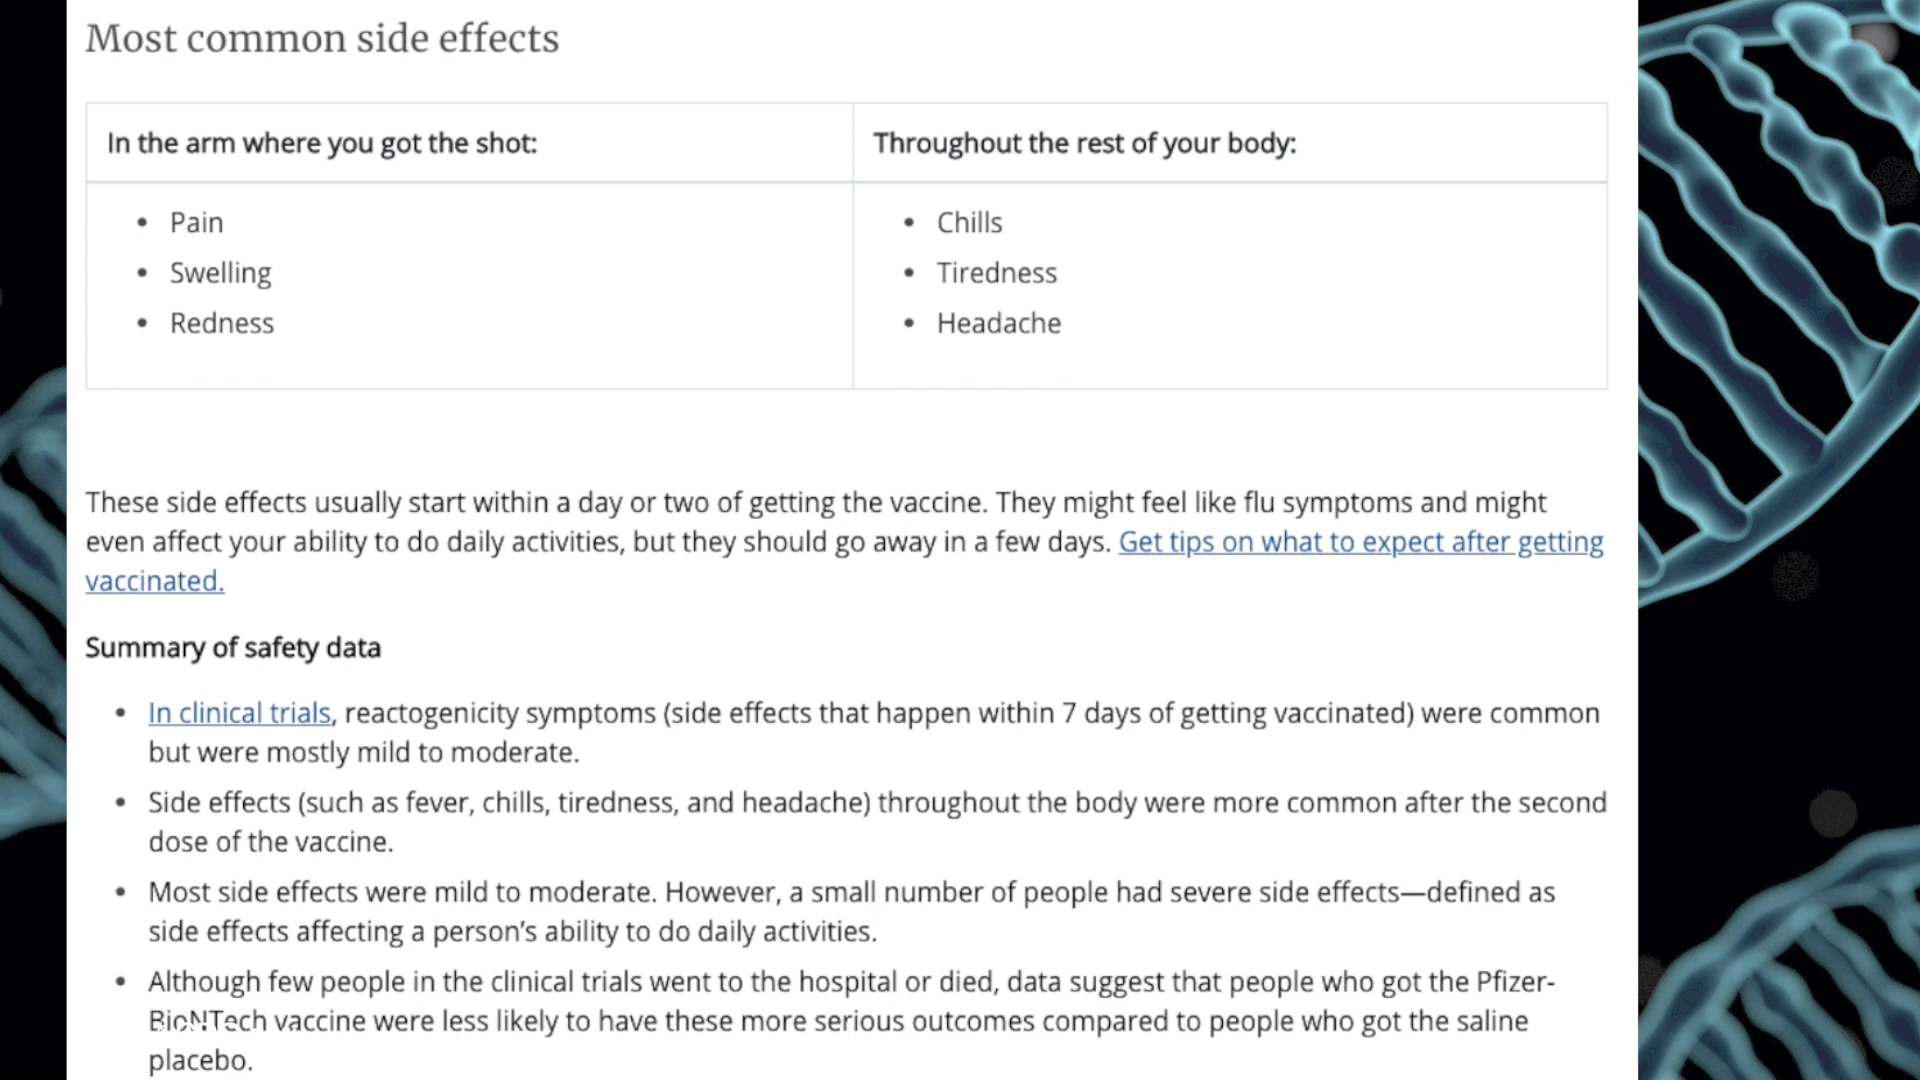 Most common side effects
In the arm where you got the shot:
Throughout the rest of your body:
• Pain
• Swelling
• Redness
• Chills
• Tiredness
• Headache
These side effects usually start within a day or two of getting the vaccine. They might feel like flu symptoms and might
even affect your ability to do daily activities, but they should go away in a few days. Get tips on what to expect after getting
vaccinated.
Summary of safety data
• In clinical trials, reactogenicity symptoms (side effects that happen within 7 days of getting vaccinated) were common
but were mostly mild to moderate.
• Side effects (such as fever, chills, tiredness, and headache) throughout the body were more common after the second
dose of the vaccine.
• Most side effects were mild to moderate. However, a small number of people had severe side effects—defined as
side effects affecting a person’s ability to do daily activities.
• Although few people in the clinical trials went to the hospital or died, data suggest that people who got the Pfizer-
BioNTech vaccine were less likely to have these more serious outcomes compared to people who got the saline
placebo.